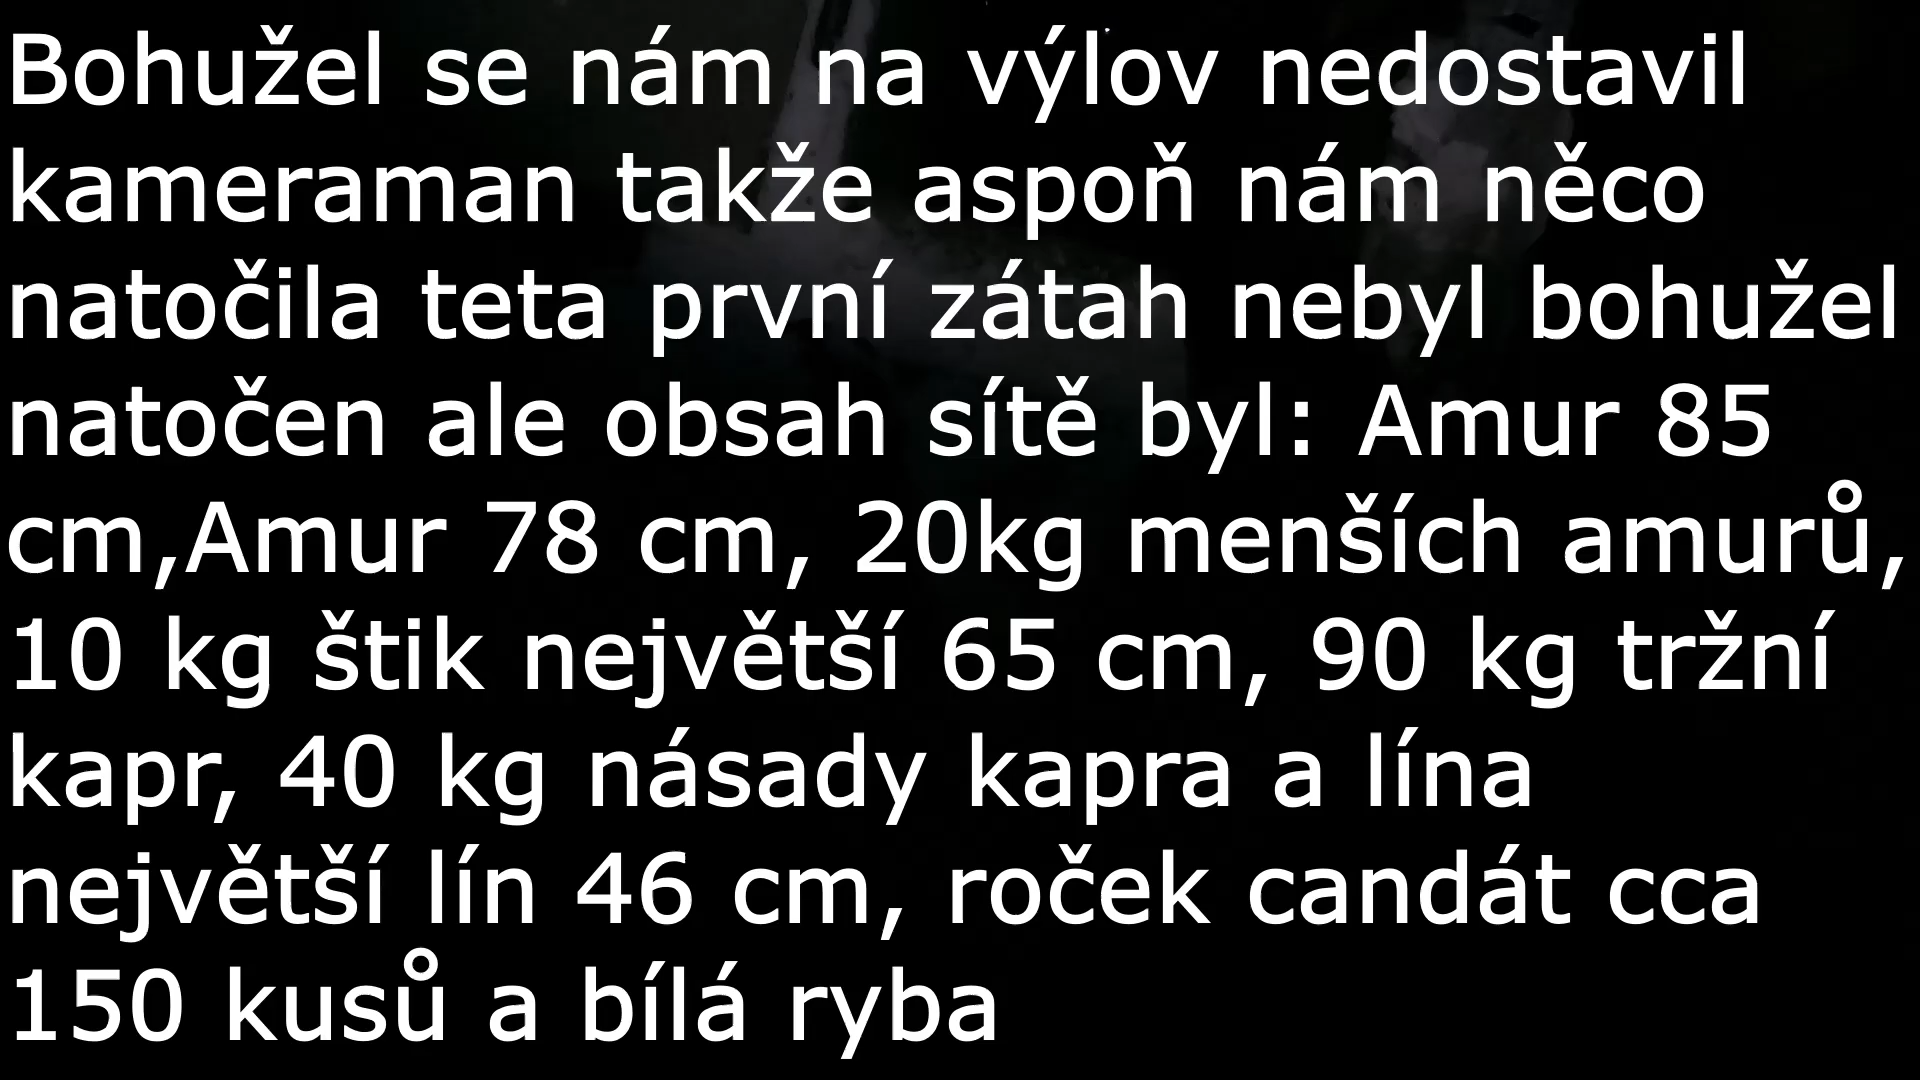 Bohužel se nám na výlov nedostavil
kameraman takže aspoň nám něco
natočila teta první zátah nebyl bohužel
natočen ale obsah sítě byl: Amur 85
cm,Amur 78 cm, 20kg menších amurů,
10 kg štik největší 65 cm, 90 kg tržní
kapr, 40 kg násady kapra a lína
největší lín 46 cm, roček candát cca
150 kusů a bílá ryba